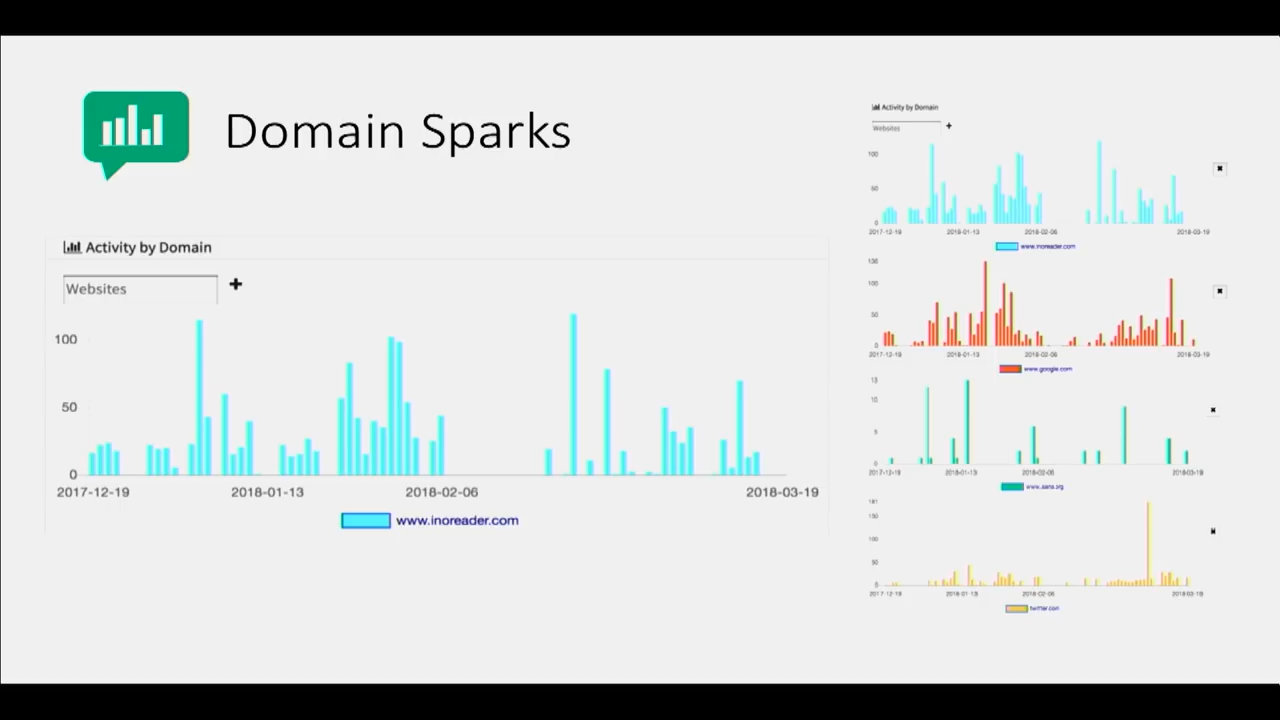 Domain Sparks
Activity by Domain
Websites
100
50
0
2017-12-19 2018-01-13 2018-02-06 2018-03-19
www.inoreader.com
Activity by Domain
Websites
100
50
0
2017-12-19 2018-01-13 2018-02-06 2018-03-19
www.inoreader.com
100
50
0
2017-12-19 2018-01-13 2018-02-06 2018-03-19
www.google.com
13
10
5
0
2017-12-19 2018-01-13 2018-02-06 2018-03-19
100
50
0
2017-12-19 2018-01-13 2018-02-06 2018-03-19
twitter.com